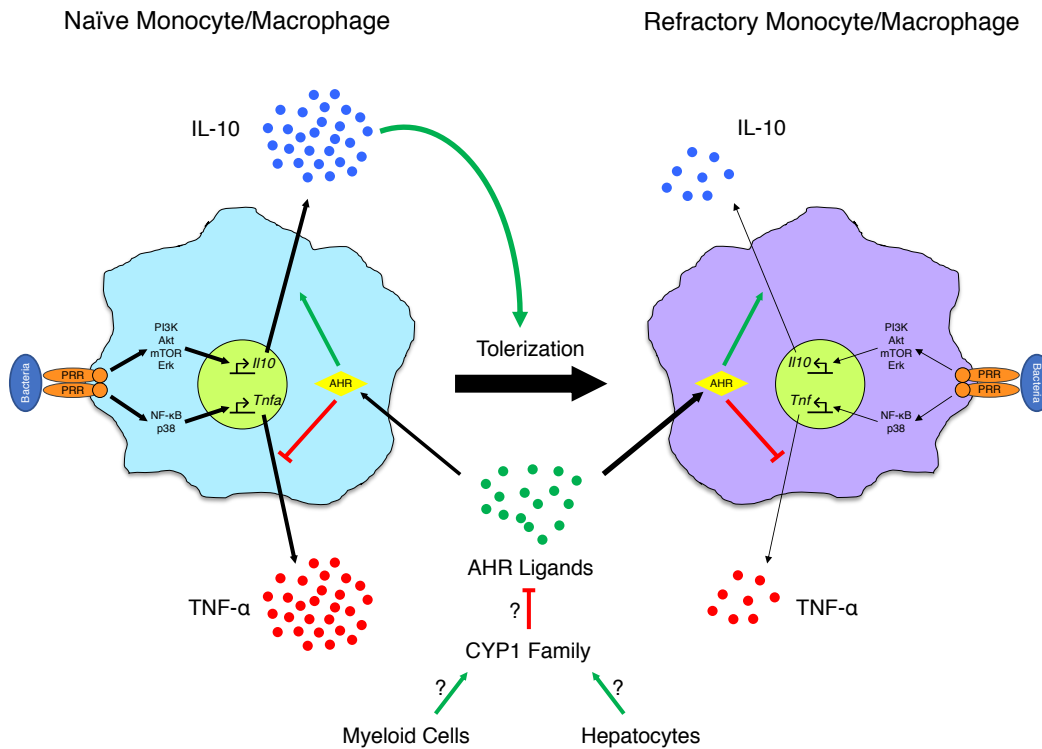 Naïve Monocyte/Macrophage
Refractory Monocyte/Macrophage
IL-10
IL-10
Bacteria
PRR
PRR
PI3K
Akt
mTOR
Erk
NF-κB
p38
Il10
Tnfa
AHR
Tolerization
AHR
Il10
Tnf
PI3K
Akt
mTOR
Erk
NF-κB
p38
PRR
PRR
Bacteria
AHR Ligands
TNF-α
TNF-α
?
CYP1 Family
?
?
Myeloid Cells
Hepatocytes